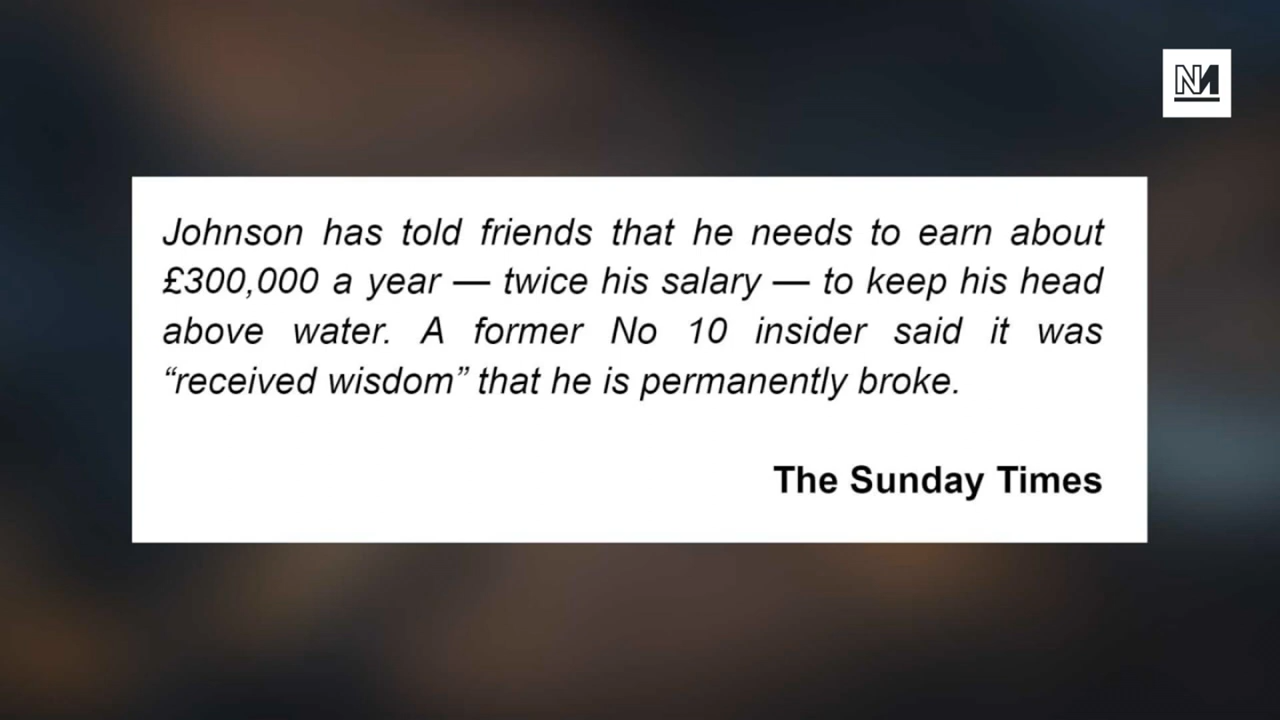 NM
Johnson has told friends that he needs to earn about
£300,000 a year — twice his salary — to keep his head
above water. A former No 10 insider said it was
“received wisdom” that he is permanently broke.
The Sunday Times